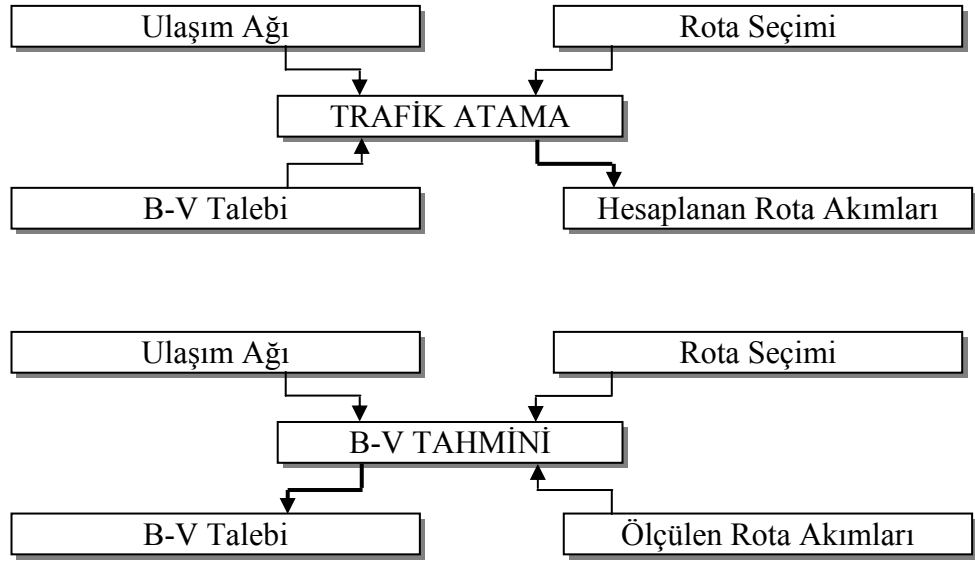 Ulaşım Ağı
Rota Seçimi
TRAFİK ATAMA
B-V Talebi
Hesaplanan Rota Akımları
Ulaşım Ağı
Rota Seçimi
B-V TAHMİNİ
B-V Talebi
Ölçülen Rota Akımları